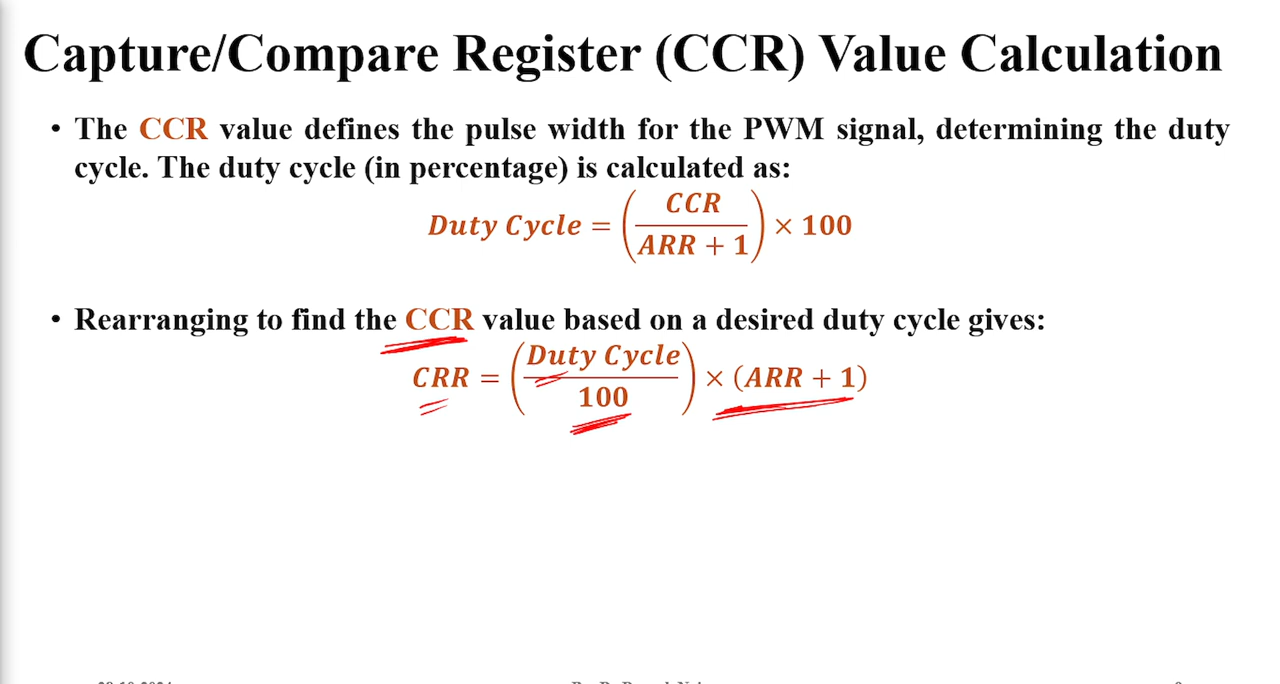 Capture/Compare Register (CCR) Value Calculation
• The CCR value defines the pulse width for the PWM signal, determining the duty
cycle. The duty cycle (in percentage) is calculated as:
Duty Cycle = (CCR / ARR + 1) × 100
• Rearranging to find the CCR value based on a desired duty cycle gives:
CRR = (Duty Cycle / 100) × (ARR + 1)